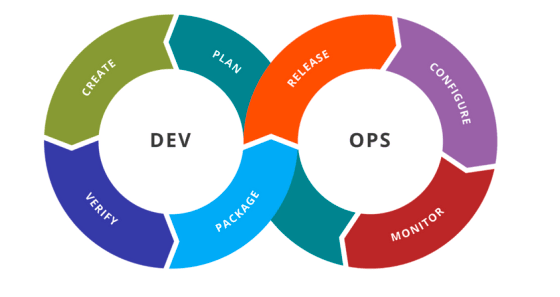 PLAN
CREATE
VERIFY
PACKAGE
RELEASE
CONFIGURE
MONITOR
DEV
OPS